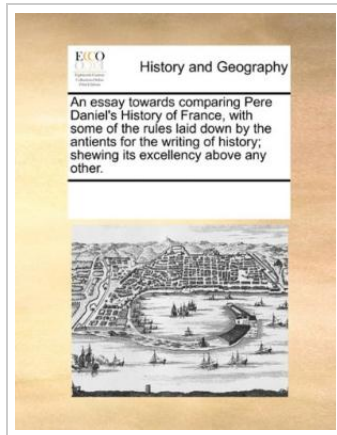 ECCO
History and Geography
An essay towards comparing Pere
Daniel's History of France, with
some of the rules laid down by the
antients for the writing of history;
shewing its excellency above any
other.